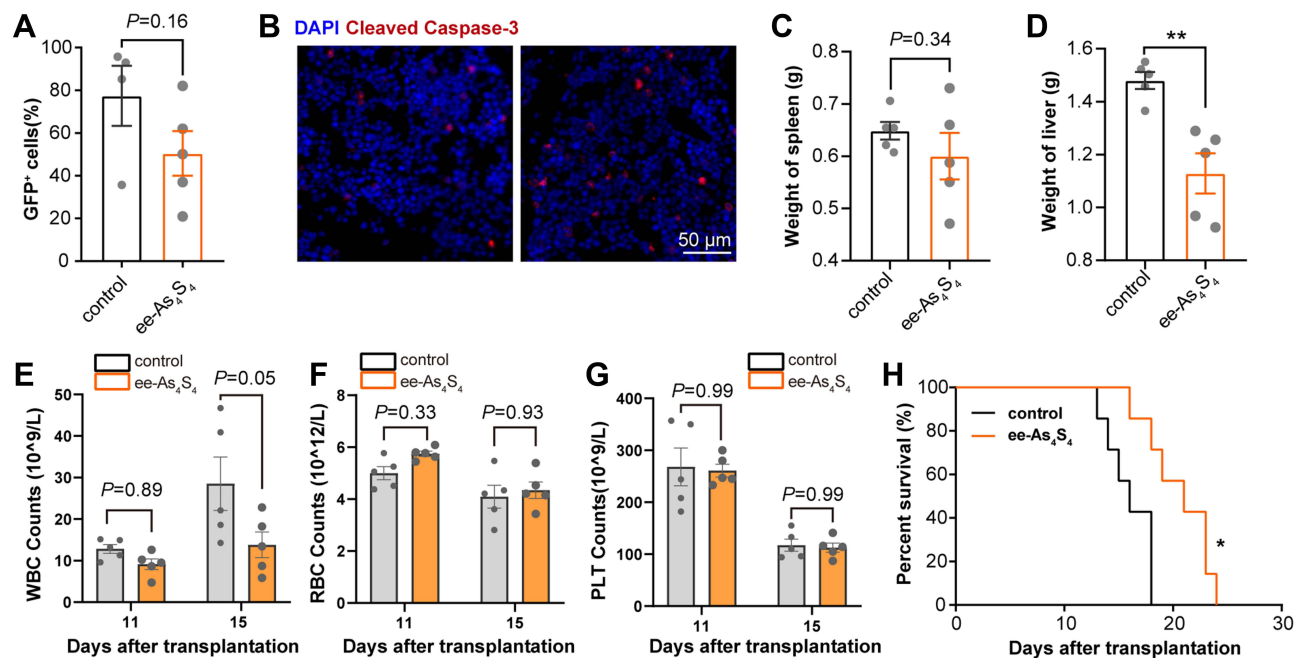 A
P=0.16
GFP⁺ cells(%)
100
80
60
40
20
0
control
ee-As₄S₄
B
DAPI Cleaved Caspase-3
50 µm
C
P=0.34
Weight of spleen (g)
0.9
0.8
0.7
0.6
0.5
0.4
control
ee-As₄S₄
D
**
Weight of liver (g)
1.6
1.4
1.2
1.0
0.8
control
ee-As₄S₄
E
control
ee-As₄S₄
P=0.05
P=0.89
WBC Counts (10^9/L)
50
40
30
20
10
0
11
15
Days after transplantation
F
control
ee-As₄S₄
P=0.33
P=0.93
RBC Counts (10^12/L)
8
6
4
2
0
11
15
Days after transplantation
G
control
ee-As₄S₄
P=0.99
P=0.99
PLT Counts(10^9/L)
400
300
200
100
0
11
15
Days after transplantation
H
control
ee-As₄S₄
*
Percent survival (%)
100
80
60
40
20
0
0
10
20
30
Days after transplantation